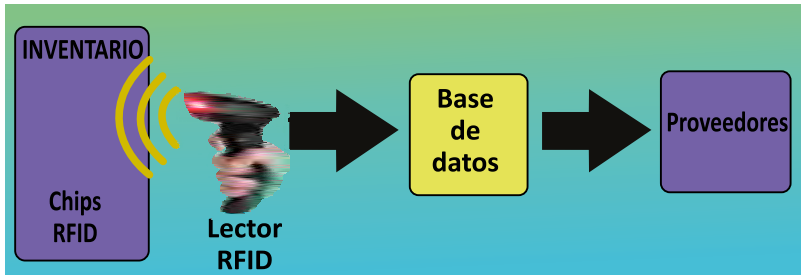 INVENTARIO
Chips
RFID
Lector
RFID
Base
de
datos
Proveedores